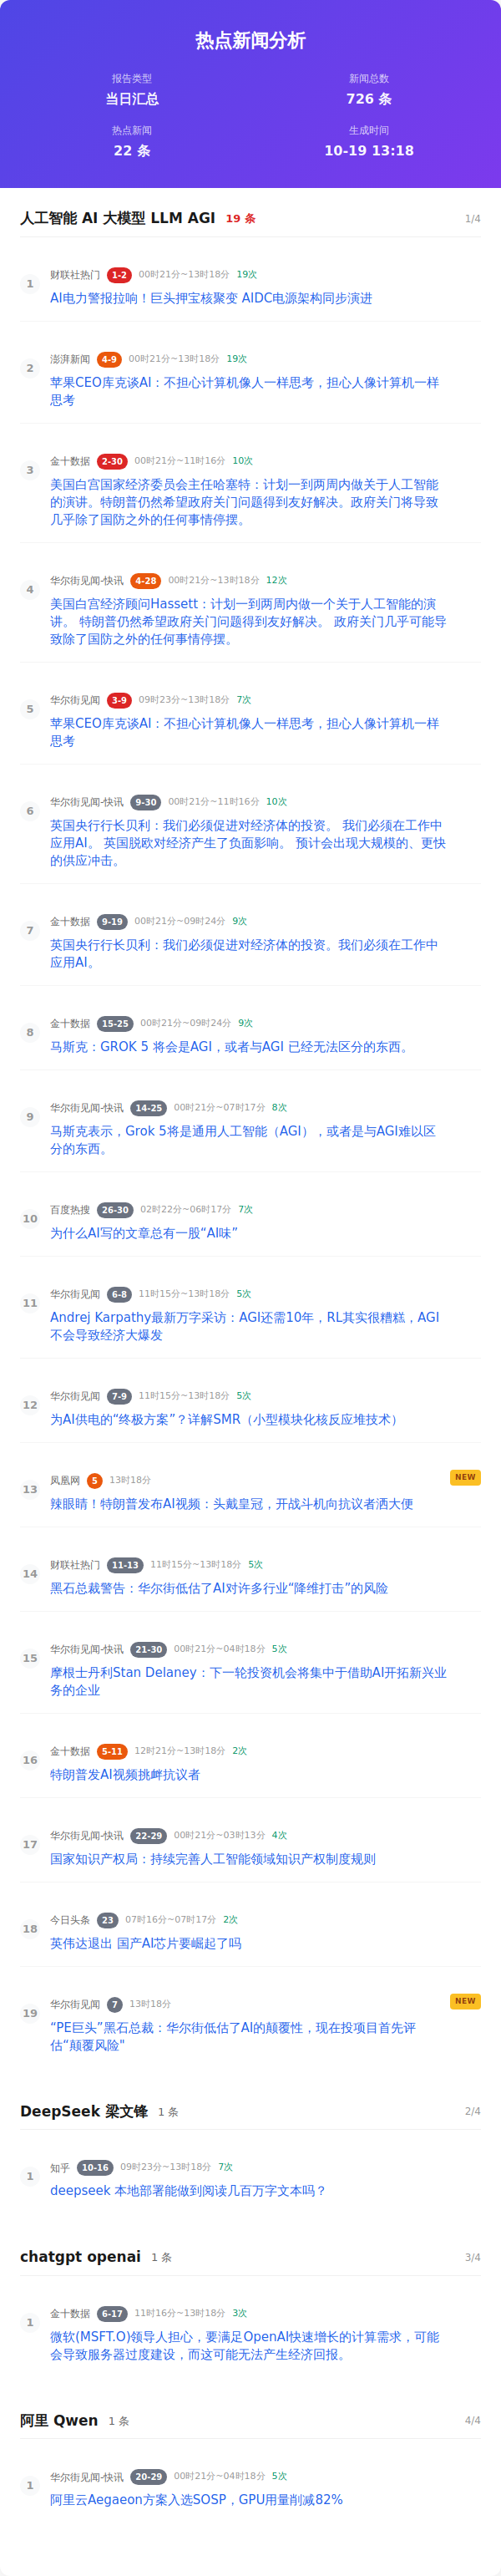 热点新闻分析
报告类型
新闻总数
当日汇总
726 条
热点新闻
生成时间
22 条
10-19 13:18
人工智能 AI 大模型 LLM AGI 19 条 1/4
1
财联社热门 1-2 00时21分~13时18分 19次
AI电力警报拉响！巨头押宝核聚变 AIDC电源架构同步演进
2
澎湃新闻 4-9 00时21分~13时18分 19次
苹果CEO库克谈AI：不担心计算机像人一样思考，担心人像计算机一样
思考
3
金十数据 2-30 00时21分~11时16分 10次
美国白宫国家经济委员会主任哈塞特：计划一到两周内做关于人工智能
的演讲。特朗普仍然希望政府关门问题得到友好解决。政府关门将导致
几乎除了国防之外的任何事情停摆。
4
华尔街见闻-快讯 4-28 00时21分~13时18分 12次
美国白宫经济顾问Hassett：计划一到两周内做一个关于人工智能的演
讲。 特朗普仍然希望政府关门问题得到友好解决。 政府关门几乎可能导
致除了国防之外的任何事情停摆。
5
华尔街见闻 3-9 09时23分~13时18分 7次
苹果CEO库克谈AI：不担心计算机像人一样思考，担心人像计算机一样
思考
6
华尔街见闻-快讯 9-30 00时21分~11时16分 10次
英国央行行长贝利：我们必须促进对经济体的投资。 我们必须在工作中
应用AI。 英国脱欧对经济产生了负面影响。 预计会出现大规模的、更快
的供应冲击。
7
金十数据 9-19 00时21分~09时24分 9次
英国央行行长贝利：我们必须促进对经济体的投资。我们必须在工作中
应用AI。
8
金十数据 15-25 00时21分~09时24分 9次
马斯克：GROK 5 将会是AGI，或者与AGI 已经无法区分的东西。
9
华尔街见闻-快讯 14-25 00时21分~07时17分 8次
马斯克表示，Grok 5将是通用人工智能（AGI），或者是与AGI难以区
分的东西。
10
百度热搜 26-30 02时22分~06时17分 7次
为什么AI写的文章总有一股“AI味”
11
华尔街见闻 6-8 11时15分~13时18分 5次
Andrej Karpathy最新万字采访：AGI还需10年，RL其实很糟糕，AGI
不会导致经济大爆发
12
华尔街见闻 7-9 11时15分~13时18分 5次
为AI供电的“终极方案”？详解SMR（小型模块化核反应堆技术）
13
凤凰网 5 13时18分 NEW
辣眼睛！特朗普发布AI视频：头戴皇冠，开战斗机向抗议者洒大便
14
财联社热门 11-13 11时15分~13时18分 5次
黑石总裁警告：华尔街低估了AI对许多行业“降维打击”的风险
15
华尔街见闻-快讯 21-30 00时21分~04时18分 5次
摩根士丹利Stan Delaney：下一轮投资机会将集中于借助AI开拓新兴业
务的企业
16
金十数据 5-11 12时21分~13时18分 2次
特朗普发AI视频挑衅抗议者
17
华尔街见闻-快讯 22-29 00时21分~03时13分 4次
国家知识产权局：持续完善人工智能领域知识产权制度规则
18
今日头条 23 07时16分~07时17分 2次
英伟达退出 国产AI芯片要崛起了吗
19
华尔街见闻 7 13时18分 NEW
“PE巨头”黑石总裁：华尔街低估了AI的颠覆性，现在投项目首先评
估“颠覆风险"
DeepSeek 梁文锋 1 条 2/4
1
知乎 10-16 09时23分~13时18分 7次
deepseek 本地部署能做到阅读几百万字文本吗？
chatgpt openai 1 条 3/4
1
金十数据 6-17 11时16分~13时18分 3次
微软(MSFT.O)领导人担心，要满足OpenAI快速增长的计算需求，可能
会导致服务器过度建设，而这可能无法产生经济回报。
阿里 Qwen 1 条 4/4
1
华尔街见闻-快讯 20-29 00时21分~04时18分 5次
阿里云Aegaeon方案入选SOSP，GPU用量削减82%